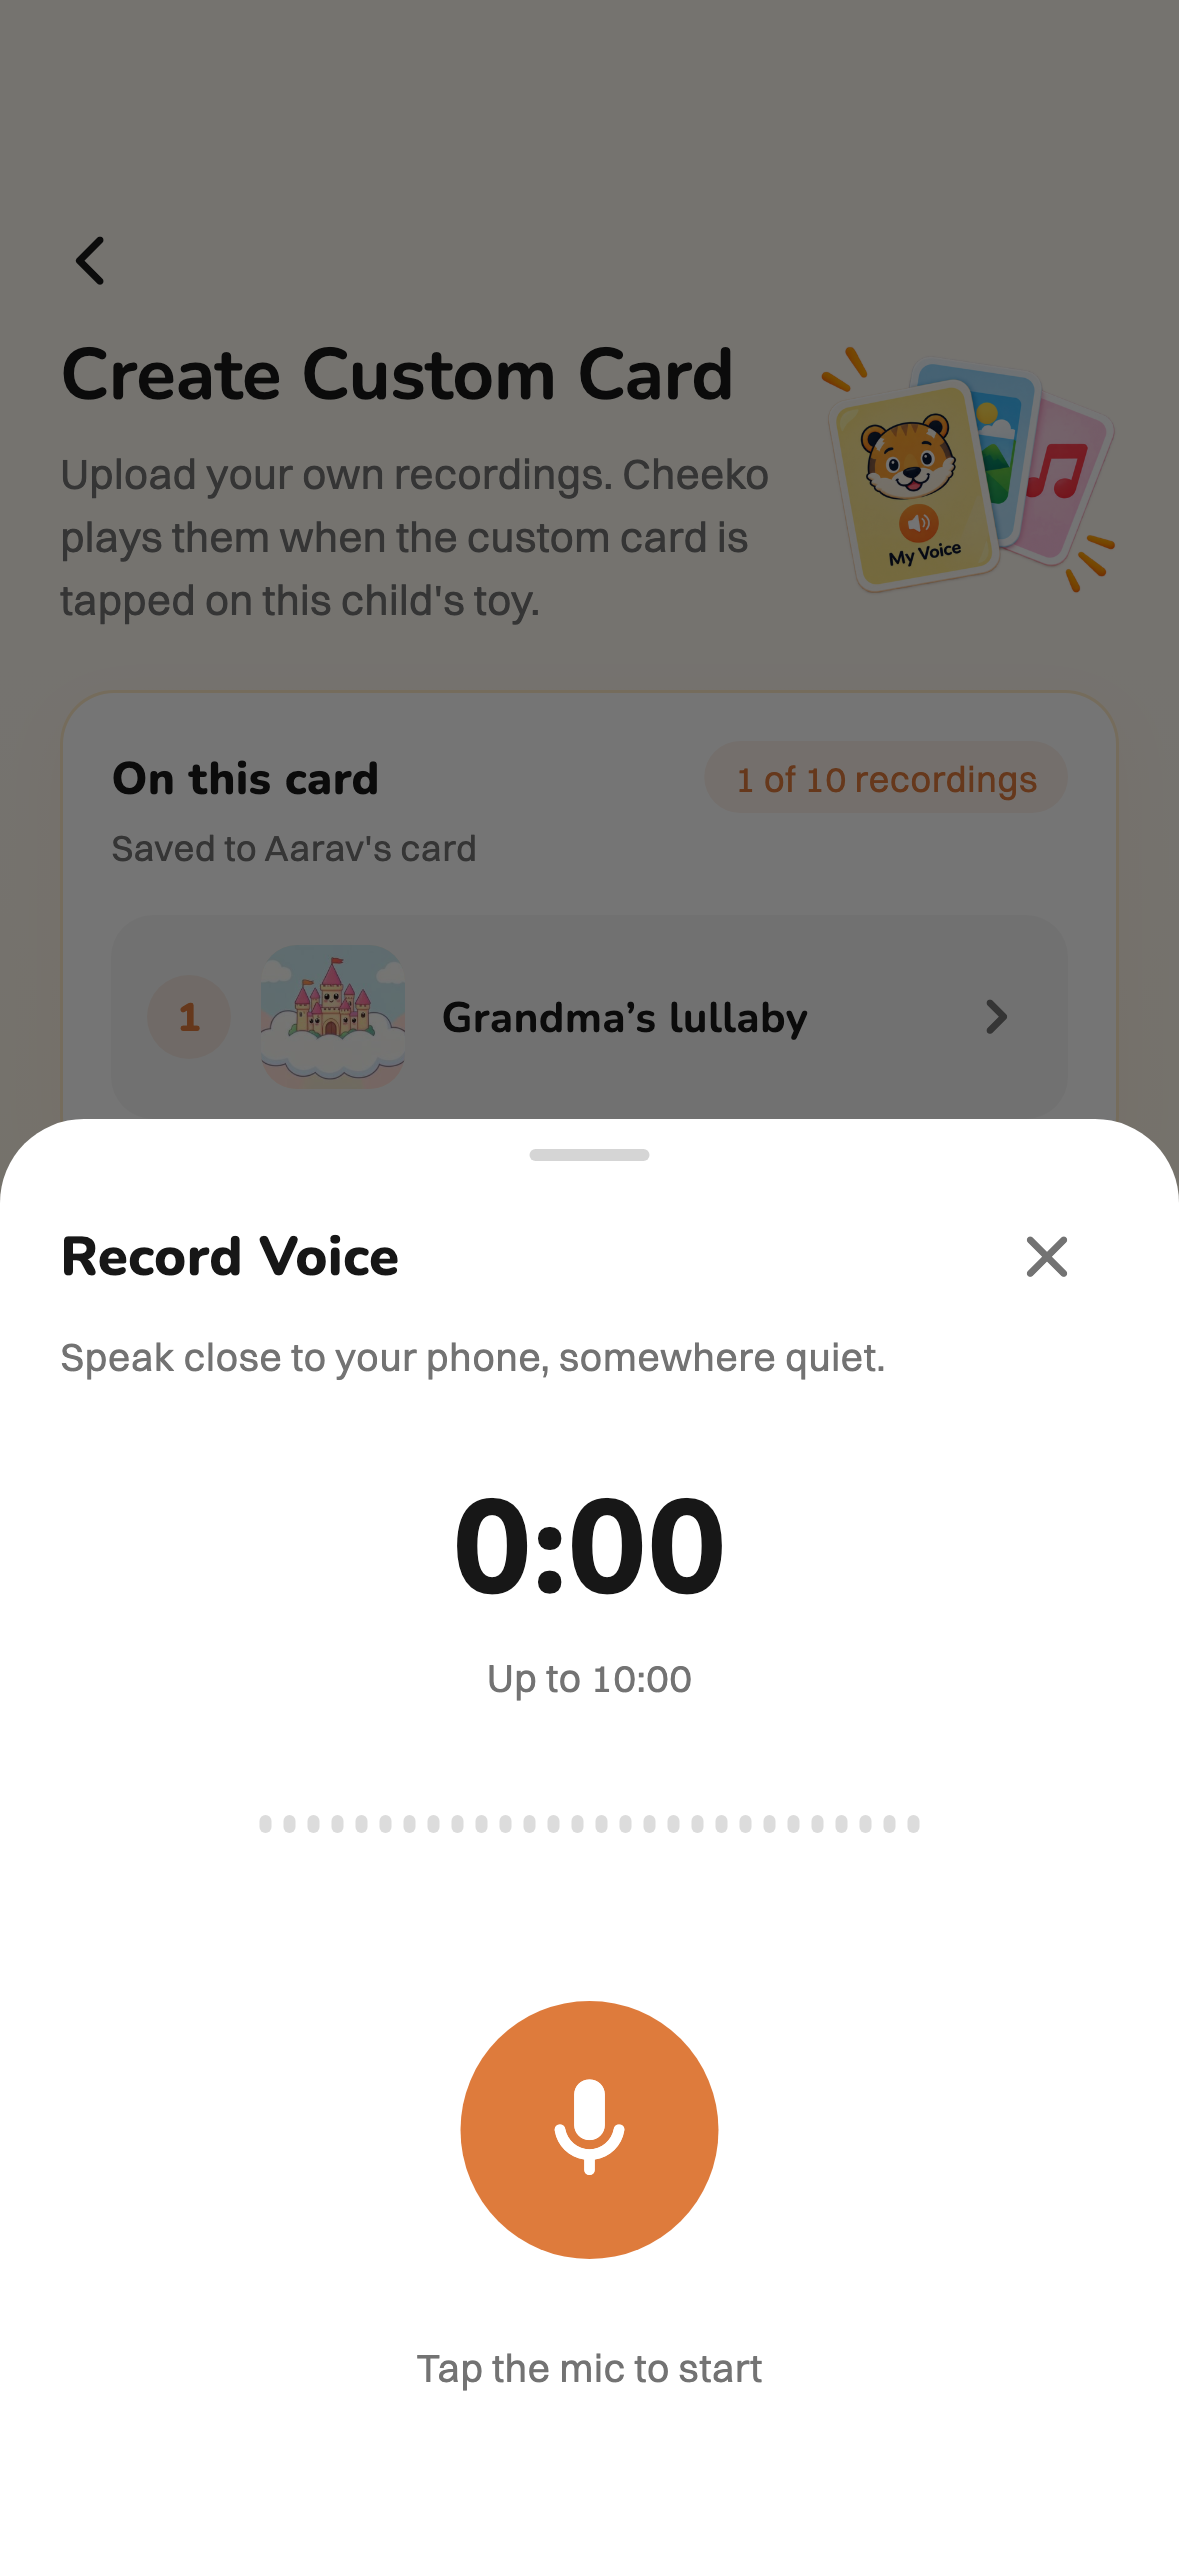 Create Custom Card
Upload your own recordings. Cheeko
plays them when the custom card is
tapped on this child's toy.
My Voice
On this card
1 of 10 recordings
Saved to Aarav's card
1
Grandma’s lullaby
Record Voice
Speak close to your phone, somewhere quiet.
0:00
Up to 10:00
Tap the mic to start